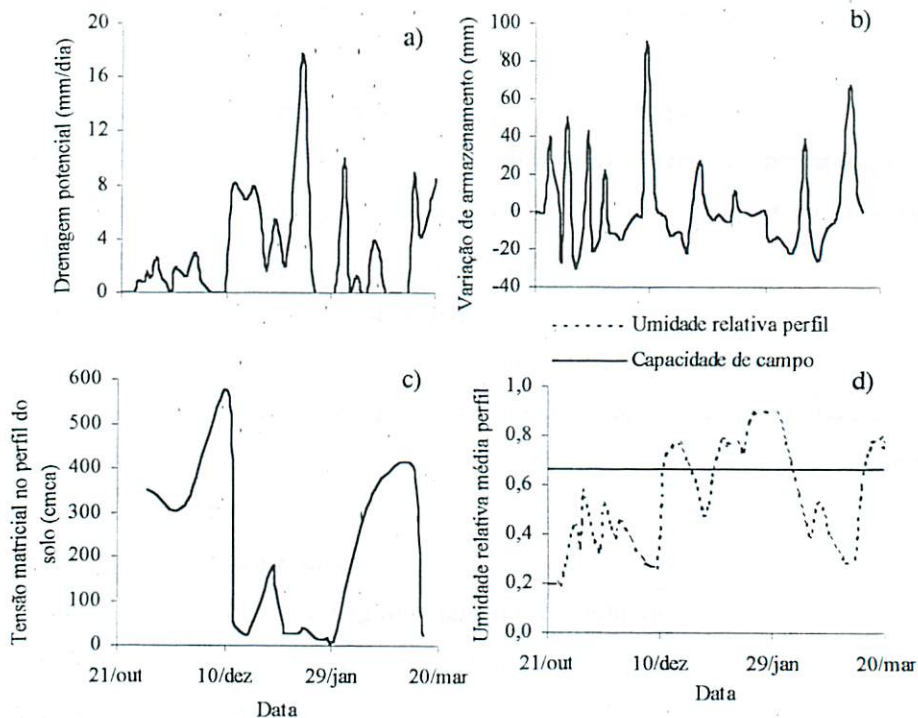 a)
Drenagem potencial (mm/dia)
20
16
12
8
4
0
b)
Variação de armazenamento (mm)
100
80
60
40
20
0
-20
-40
Umidade relativa perfil
Capacidade de campo
c)
Tensão matricial no perfil do
solo (cmca)
600
500
400
300
200
100
0
21/out 10/dez 29/jan 20/mar
Data
d)
Umidade relativa média perfil
1,0
0,8
0,6
0,4
0,2
0,0
21/out 10/dez 29/jan 20/mar
Data